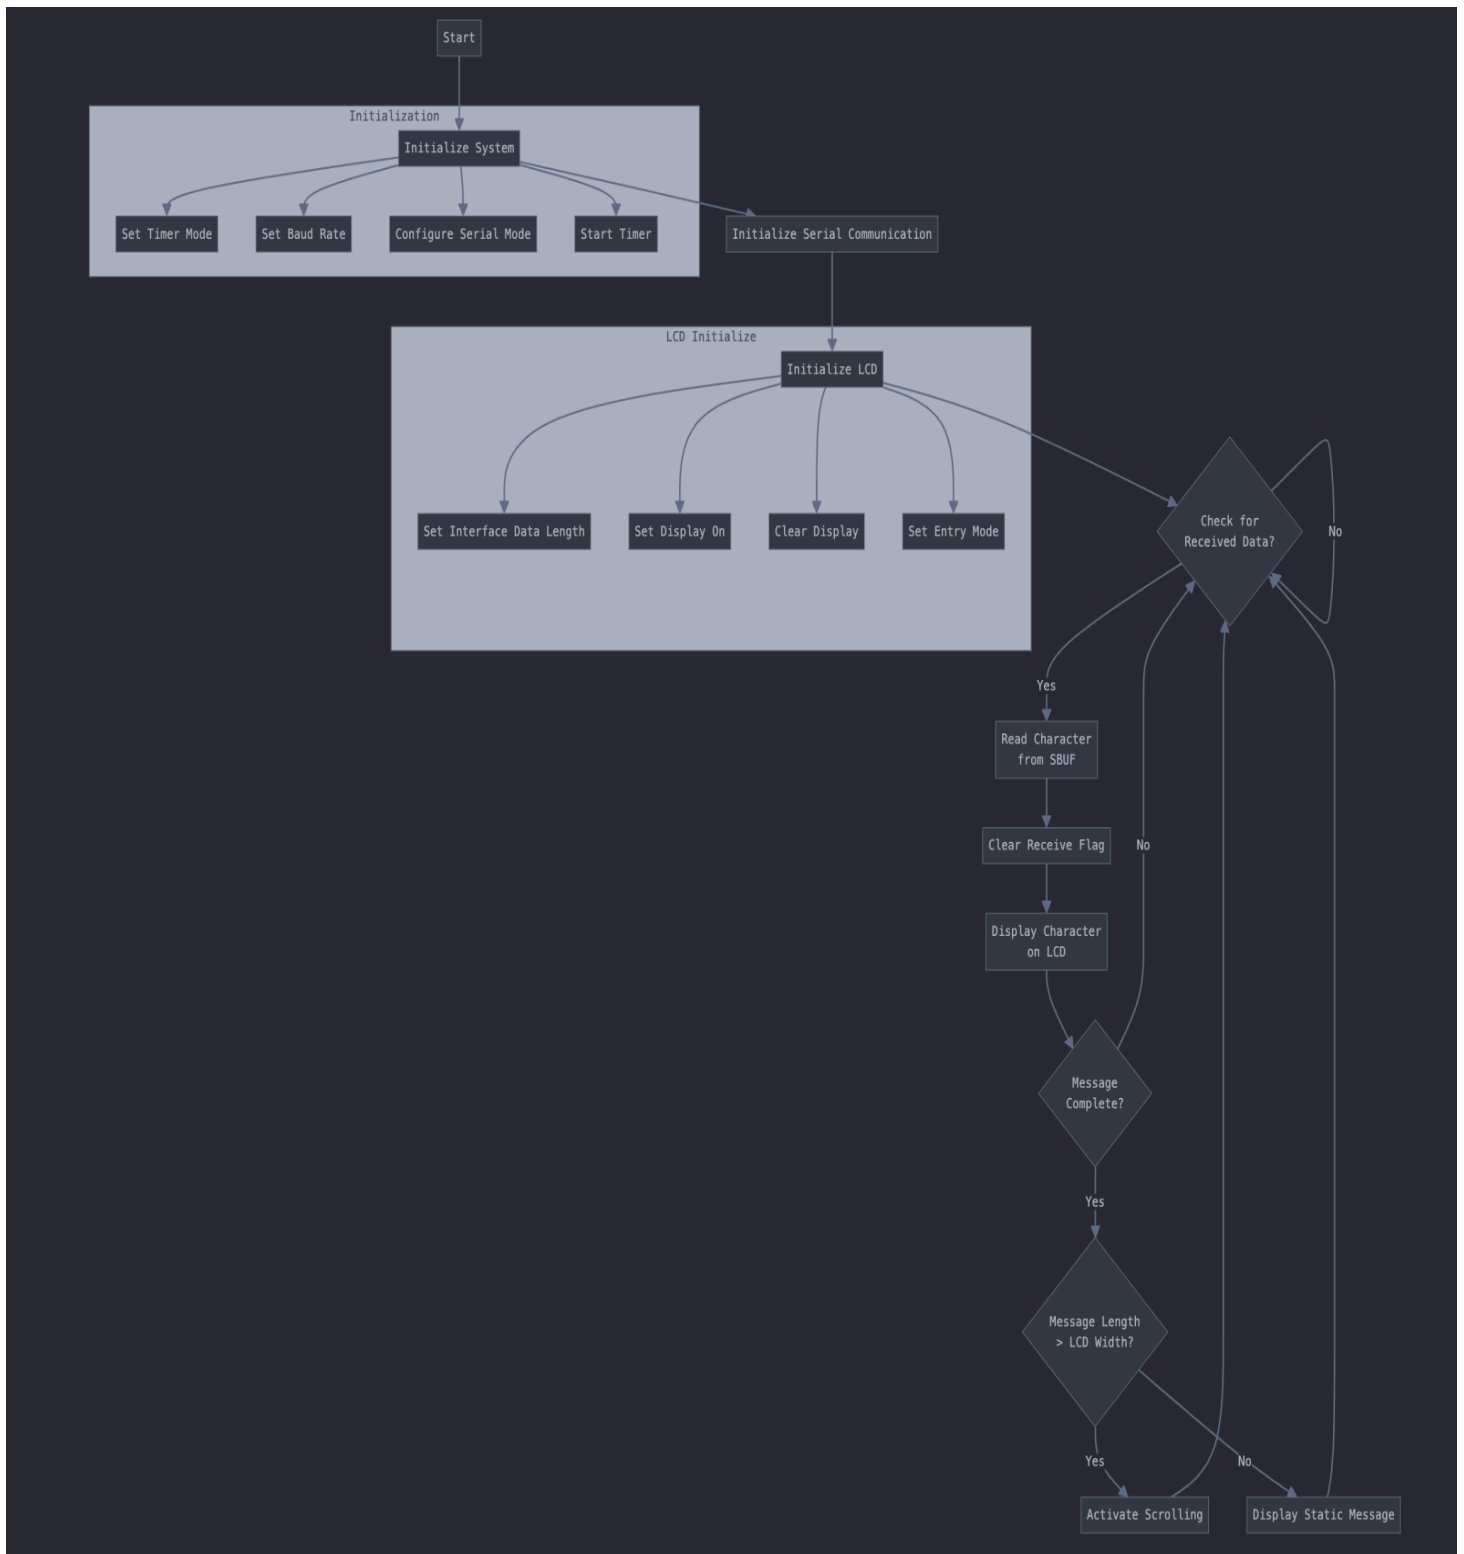 Start
Initialization
Initialize System
Set Timer Mode
Set Baud Rate
Configure Serial Mode
Start Timer
Initialize Serial Communication
LCD Initialize
Initialize LCD
Set Interface Data Length
Set Display On
Clear Display
Set Entry Mode
Check for
Received Data?
No
Yes
Read Character
from SBUF
Clear Receive Flag
No
Display Character
on LCD
Message
Complete?
Yes
Message Length
> LCD Width?
Yes
No
Activate Scrolling
Display Static Message